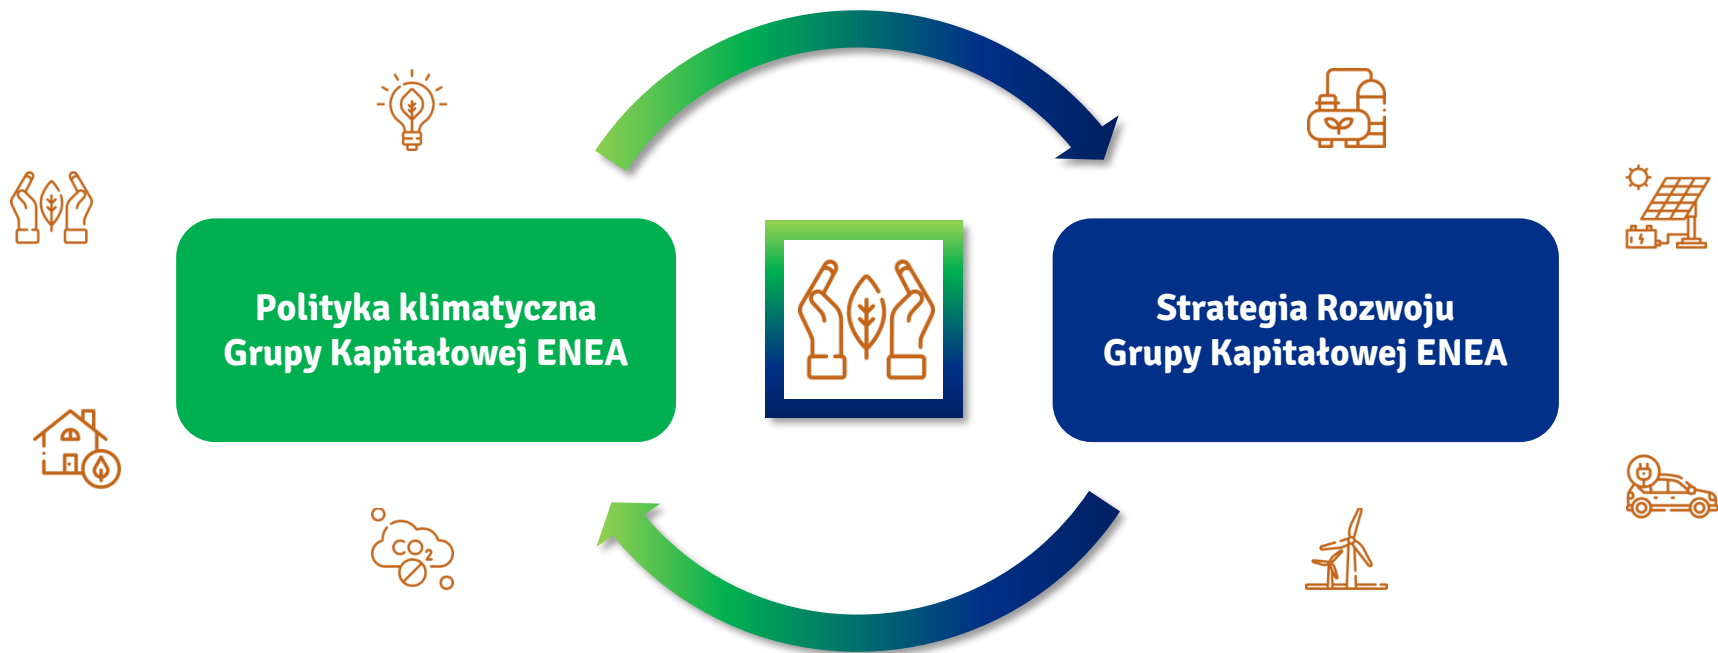 Polityka klimatyczna
Grupy Kapitałowej ENEA
Strategia Rozwoju
Grupy Kapitałowej ENEA
CO₂